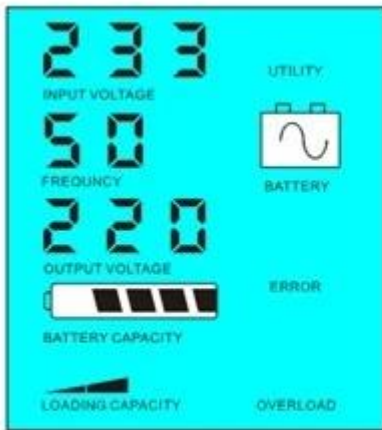 233
UTILITY
INPUT VOLTAGE
50
FREQUNCY
BATTERY
220
OUTPUT VOLTAGE
ERROR
BATTERY CAPACITY
LOADING CAPACITY
OVERLOAD